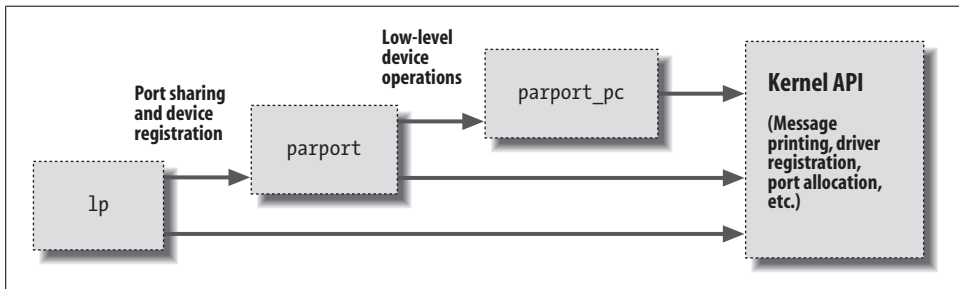 Low-level
device
operations
Port sharing
and device
registration
parport_pc
Kernel API
(Message
printing, driver
registration,
port allocation,
etc.)
parport
lp